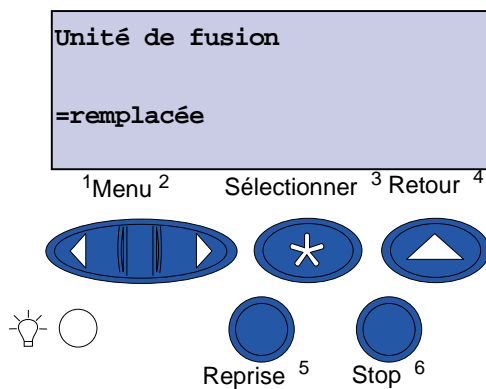 Unité de fusion
=remplacée
1Menu 2 Sélectionner 3 Retour 4
Reprise 5 Stop 6